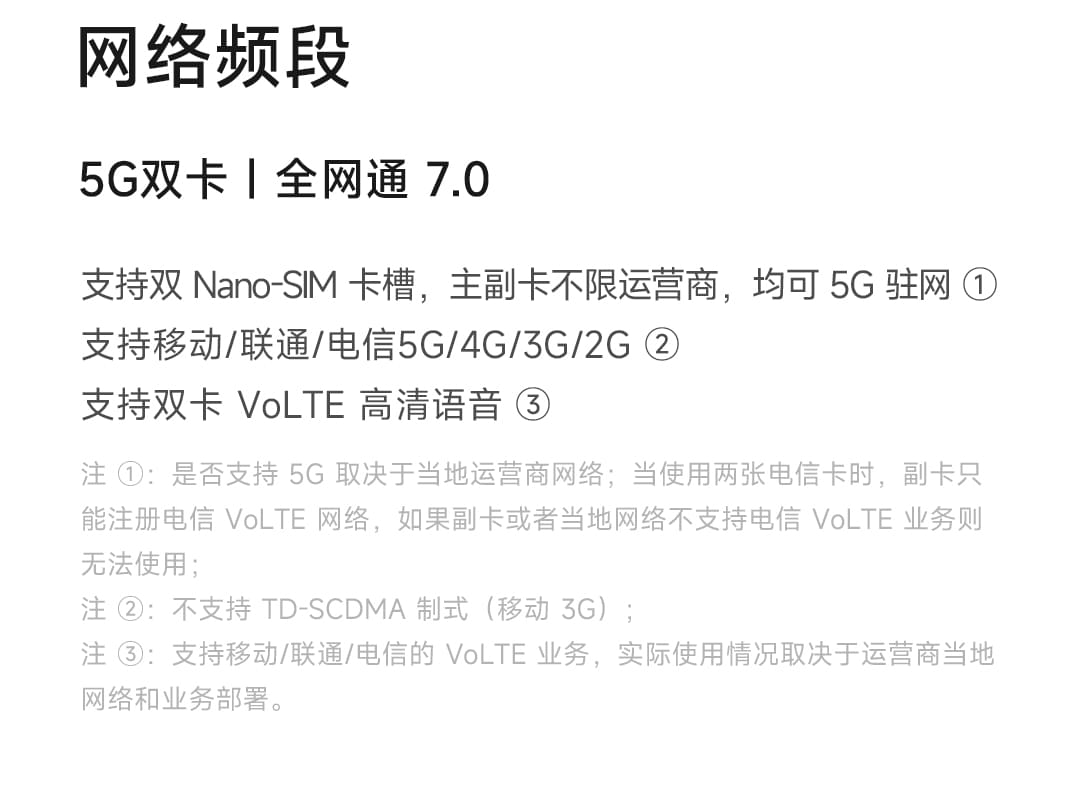 网络频段
5G双卡丨全网通 7.0
支持双 Nano-SIM 卡槽，主副卡不限运营商，均可 5G 驻网 ①
支持移动/联通/电信5G/4G/3G/2G ②
支持双卡 VoLTE 高清语音 ③
注 ①：是否支持 5G 取决于当地运营商网络；当使用两张电信卡时，副卡只
能注册电信 VoLTE 网络，如果副卡或者当地网络不支持电信 VoLTE 业务则
无法使用；
注 ②：不支持 TD-SCDMA 制式（移动 3G）；
注 ③：支持移动/联通/电信的 VoLTE 业务，实际使用情况取决于运营商当地
网络和业务部署。